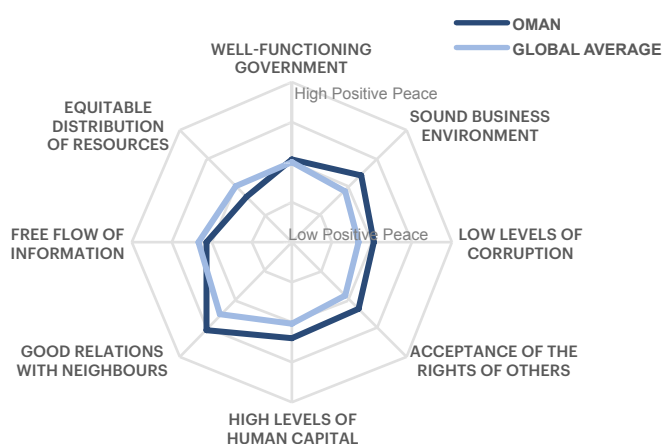 OMAN
GLOBAL AVERAGE
WELL-FUNCTIONING
GOVERNMENT
High Positive Peace
EQUITABLE
DISTRIBUTION
OF RESOURCES
SOUND BUSINESS
ENVIRONMENT
FREE FLOW OF
INFORMATION
Low Positive Peace
LOW LEVELS OF
CORRUPTION
GOOD RELATIONS
WITH NEIGHBOURS
ACCEPTANCE OF THE
RIGHTS OF OTHERS
HIGH LEVELS OF
HUMAN CAPITAL